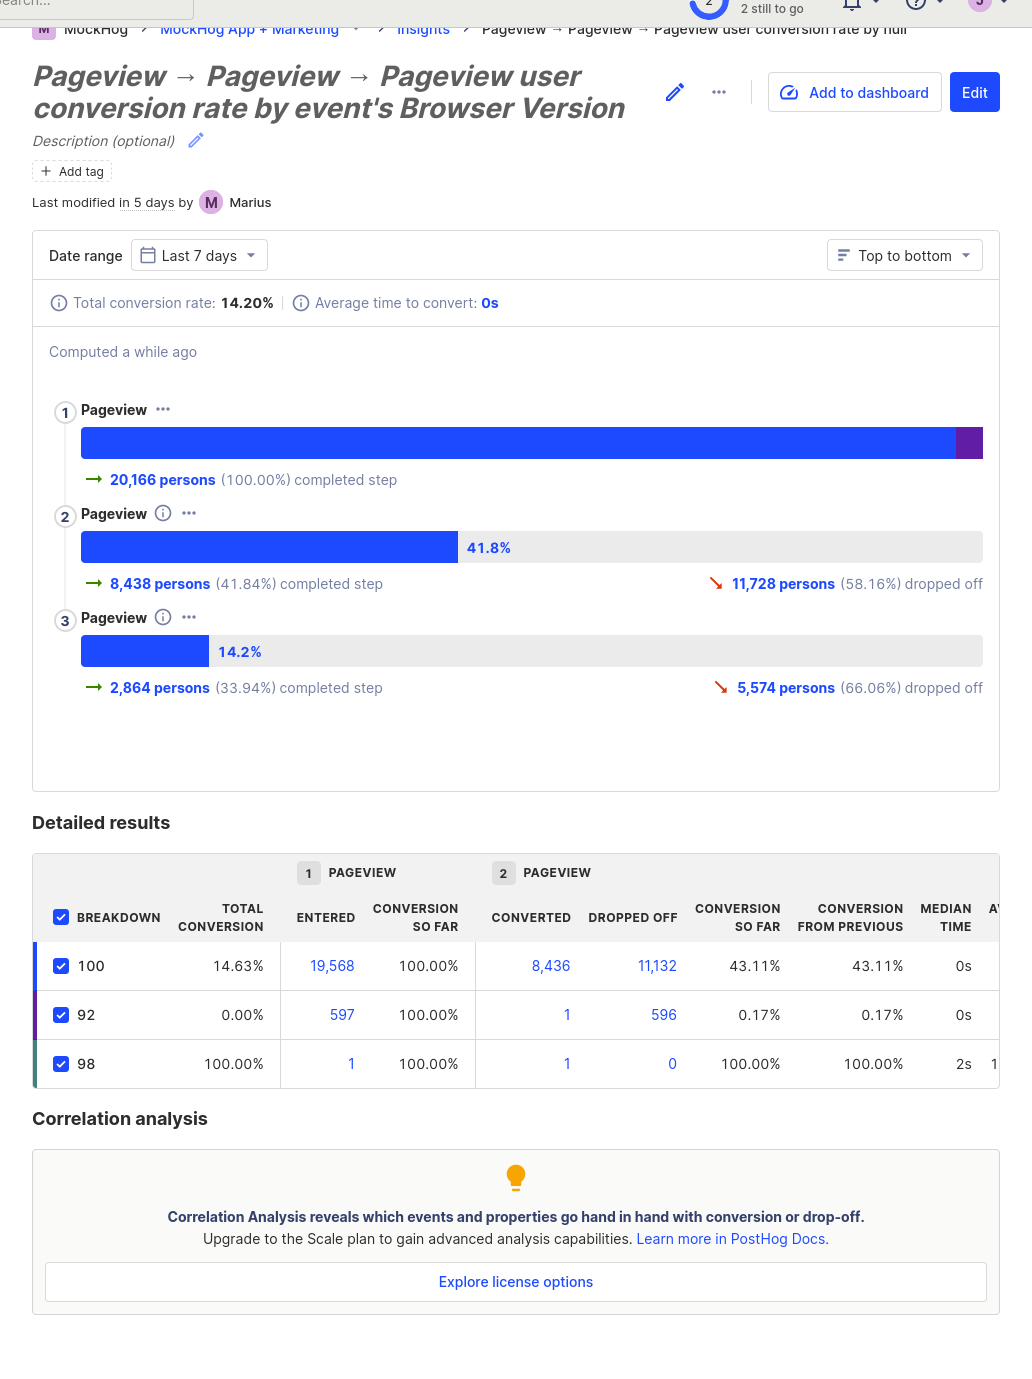 Search...
2
2 still to go
J
M MockHog MockHog App + Marketing Insights Pageview → Pageview → Pageview user conversion rate by null
Pageview → Pageview → Pageview user
conversion rate by event's Browser Version
Add to dashboard
Edit
Description (optional)
+ Add tag
Last modified in 5 days by M Marius
Date range Last 7 days
Top to bottom
Total conversion rate: 14.20% Average time to convert: 0s
Computed a while ago
1 Pageview
→ 20,166 persons (100.00%) completed step
2 Pageview
41.8%
→ 8,438 persons (41.84%) completed step
↘ 11,728 persons (58.16%) dropped off
3 Pageview
14.2%
→ 2,864 persons (33.94%) completed step
↘ 5,574 persons (66.06%) dropped off
Detailed results
1 PAGEVIEW 2 PAGEVIEW
BREAKDOWN TOTAL CONVERSION ENTERED CONVERSION SO FAR CONVERTED DROPPED OFF CONVERSION SO FAR CONVERSION FROM PREVIOUS MEDIAN TIME
100 14.63% 19,568 100.00% 8,436 11,132 43.11% 43.11% 0s
92 0.00% 597 100.00% 1 596 0.17% 0.17% 0s
98 100.00% 1 100.00% 1 0 100.00% 100.00% 2s
Correlation analysis
Correlation Analysis reveals which events and properties go hand in hand with conversion or drop-off.
Upgrade to the Scale plan to gain advanced analysis capabilities. Learn more in PostHog Docs.
Explore license options